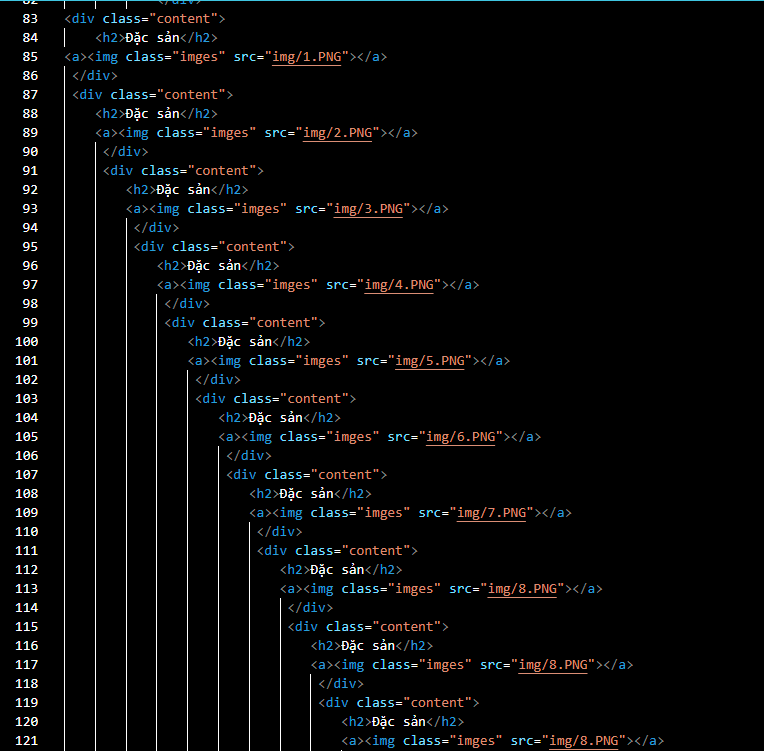 82 </div>
83 <div class="content">
84 <h2>Đặc sản</h2>
85 <a><img class="imges" src="img/1.PNG"></a>
86 </div>
87 <div class="content">
88 <h2>Đặc sản</h2>
89 <a><img class="imges" src="img/2.PNG"></a>
90 </div>
91 <div class="content">
92 <h2>Đặc sản</h2>
93 <a><img class="imges" src="img/3.PNG"></a>
94 </div>
95 <div class="content">
96 <h2>Đặc sản</h2>
97 <a><img class="imges" src="img/4.PNG"></a>
98 </div>
99 <div class="content">
100 <h2>Đặc sản</h2>
101 <a><img class="imges" src="img/5.PNG"></a>
102 </div>
103 <div class="content">
104 <h2>Đặc sản</h2>
105 <a><img class="imges" src="img/6.PNG"></a>
106 </div>
107 <div class="content">
108 <h2>Đặc sản</h2>
109 <a><img class="imges" src="img/7.PNG"></a>
110 </div>
111 <div class="content">
112 <h2>Đặc sản</h2>
113 <a><img class="imges" src="img/8.PNG"></a>
114 </div>
115 <div class="content">
116 <h2>Đặc sản</h2>
117 <a><img class="imges" src="img/8.PNG"></a>
118 </div>
119 <div class="content">
120 <h2>Đặc sản</h2>
121 <a><img class="imges" src="img/8.PNG"></a>